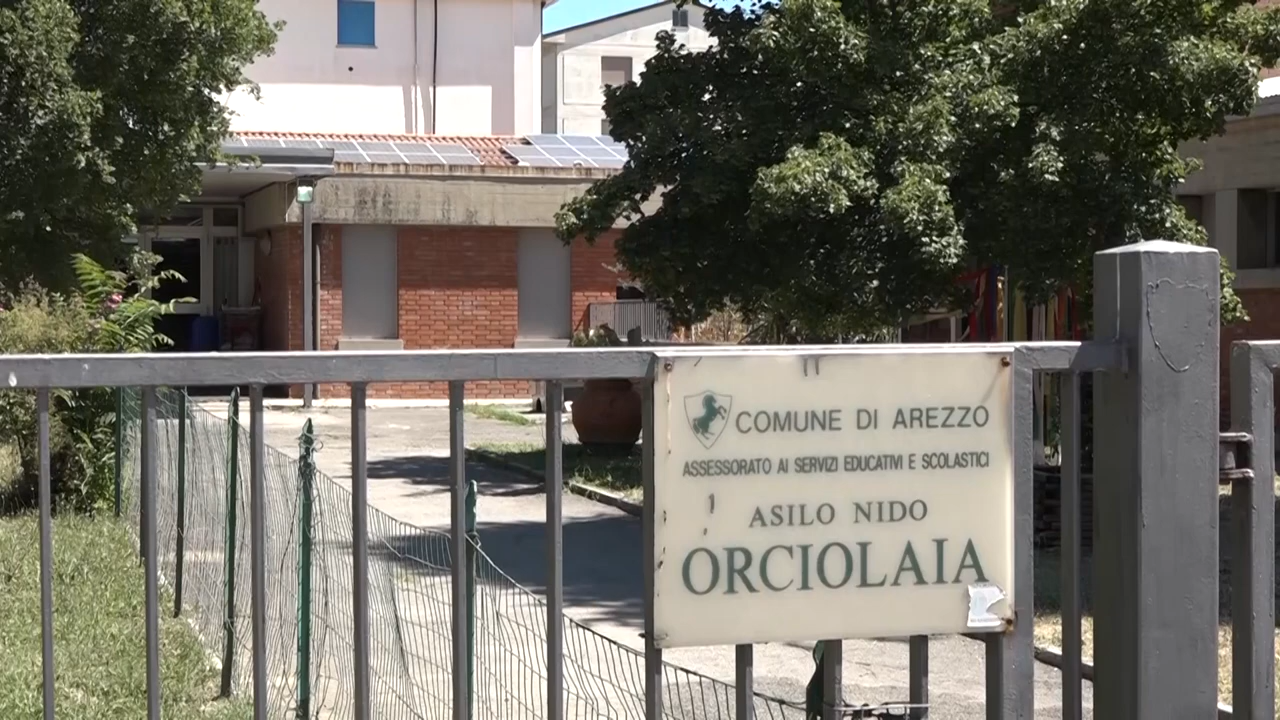 COMUNE DI AREZZO
ASSESSORATO AI SERVIZI EDUCATIVI E SCOLASTICI
ASILO NIDO
ORCIOLAIA